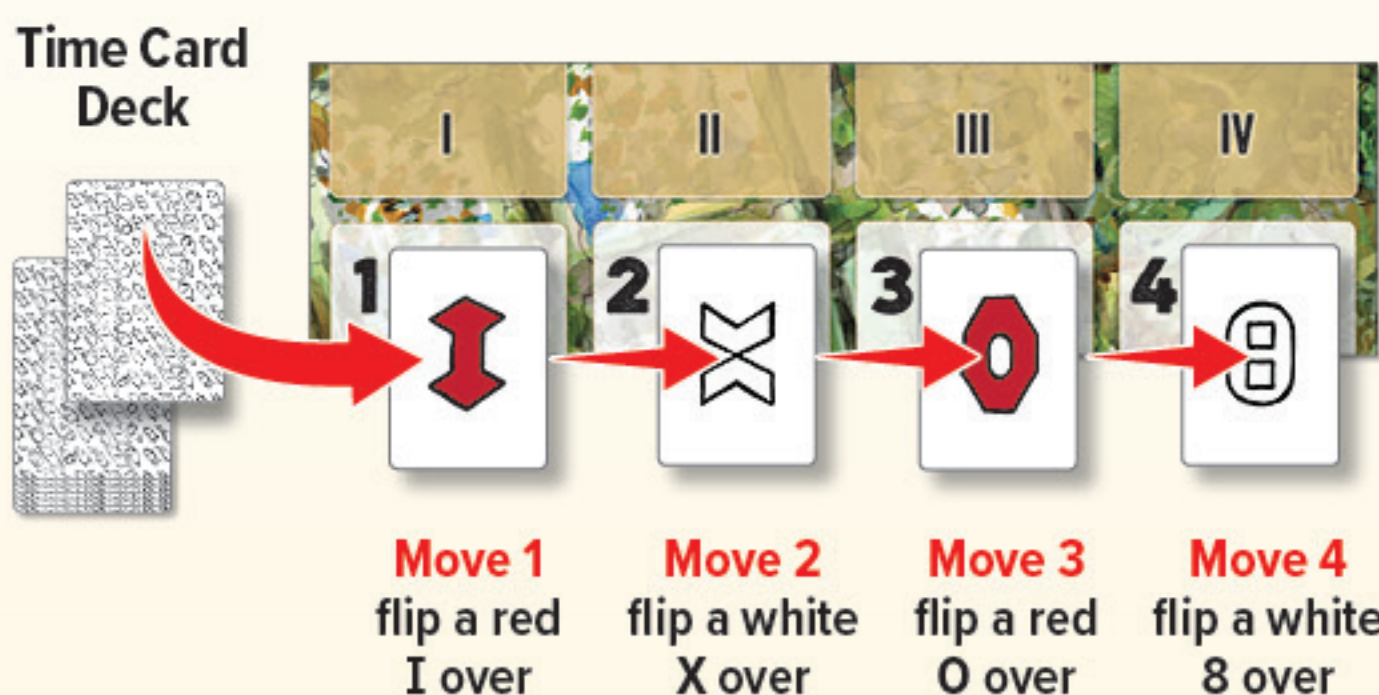 Time Card
Deck
I
II
III
IV
1
2
3
4
I
X
O
8
Move 1
flip a red
I over
Move 2
flip a white
X over
Move 3
flip a red
O over
Move 4
flip a white
8 over